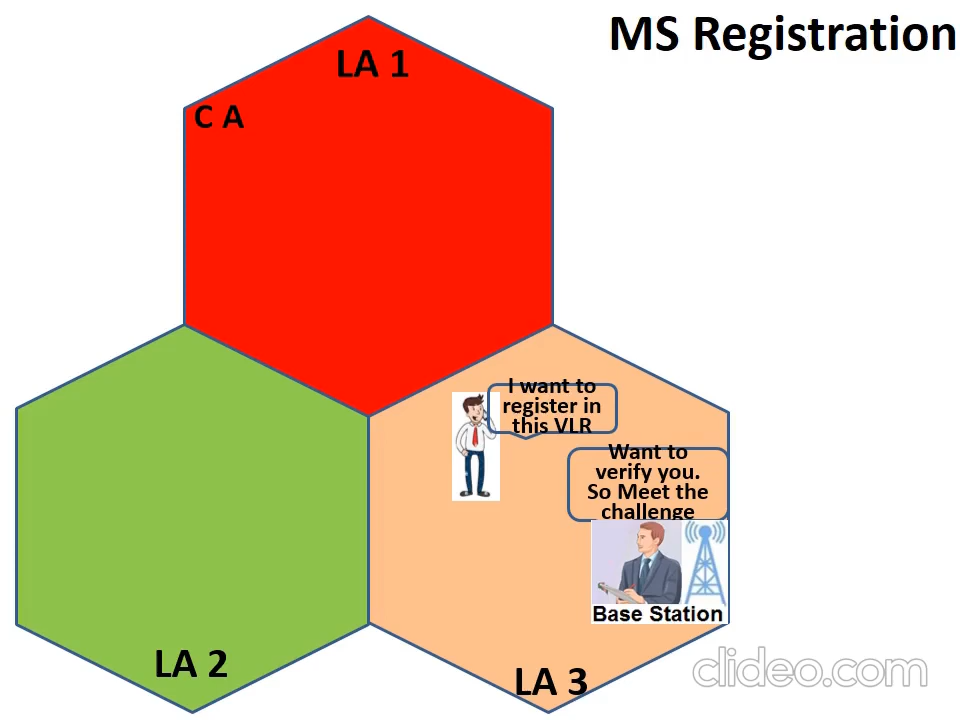 MS Registration
LA 1
C A
I want to
register in
this VLR
Want to
verify you.
So Meet the
challenge
Base Station
LA 2
LA 3
clideo.com